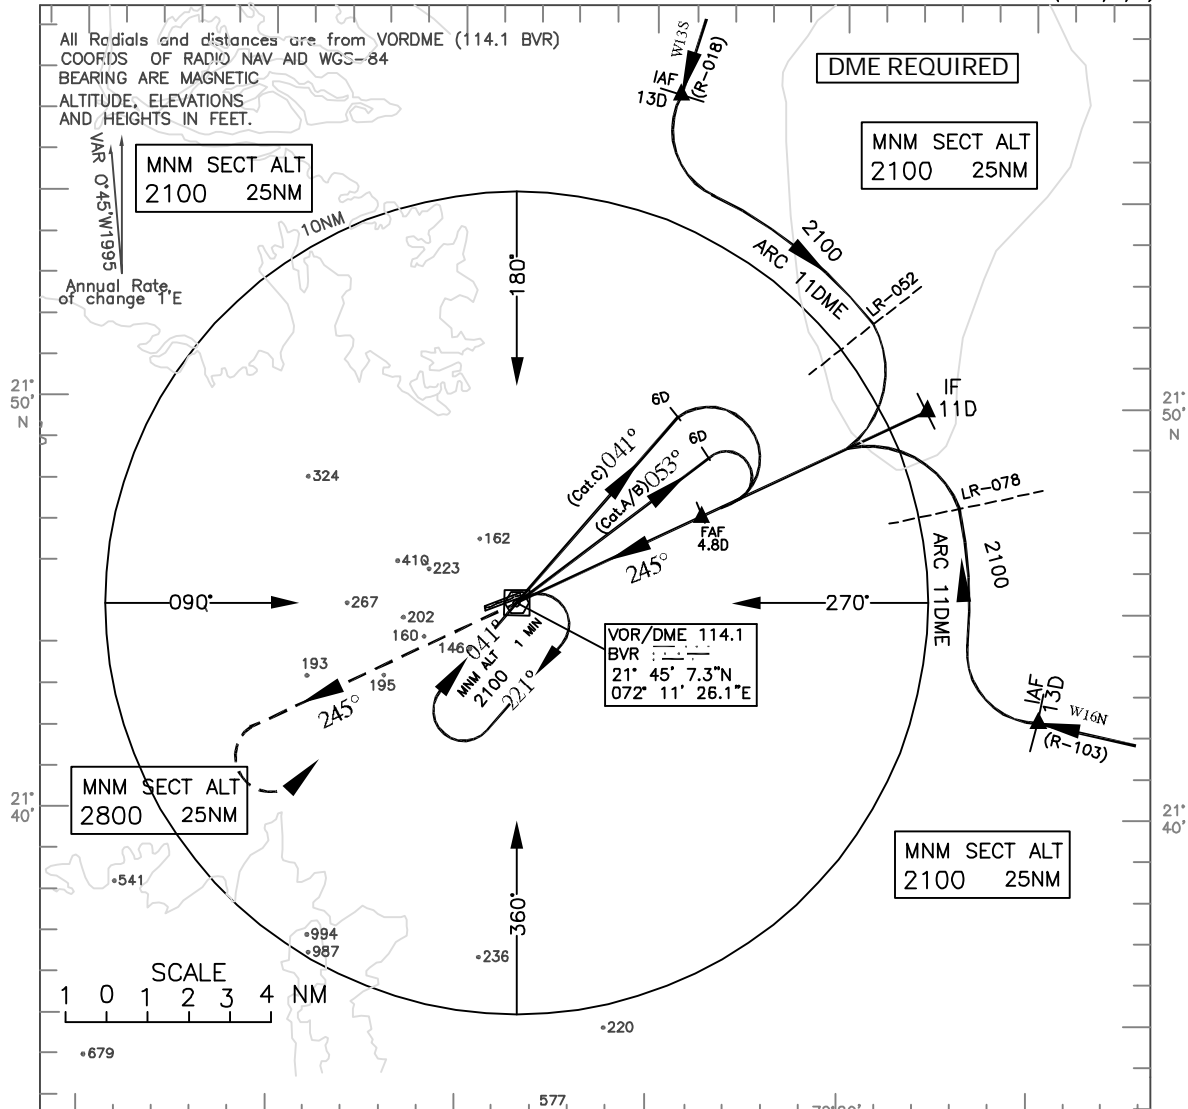 All Radials and distances are from VORDME (114.1 BVR)
COORDS OF RADIO NAV AID WGS-84
BEARING ARE MAGNETIC
ALTITUDE, ELEVATIONS
AND HEIGHTS IN FEET.
VAR 0°45'W1995
Annual Rate
of change 1'E
MNM SECT ALT
2100 25NM
10NM
W13S
(R-018)
IAF
13D
DME REQUIRED
MNM SECT ALT
2100 25NM
2100
ARC 11DME
LR-052
180°
21°
50'
N
IF
11D
21°
50'
N
6D
6D
(Cat.C)041°
(Cat.A/B)053°
324
LR-078
FAF
4.8D
245°
162
410
223
2100
ARC 11DME
090°
267
202
160
146
270°
VOR/DME 114.1
BVR
21° 45' 7.3"N
072° 11' 26.1"E
041°
MNM ALT
2100
1 MIN
221°
193
195
245°
IAF
13D
W16N
(R-103)
MNM SECT ALT
2800 25NM
21°
40'
21°
40'
MNM SECT ALT
2100 25NM
541
360°
994
987
236
SCALE
1 0 1 2 3 4 NM
220
679
577